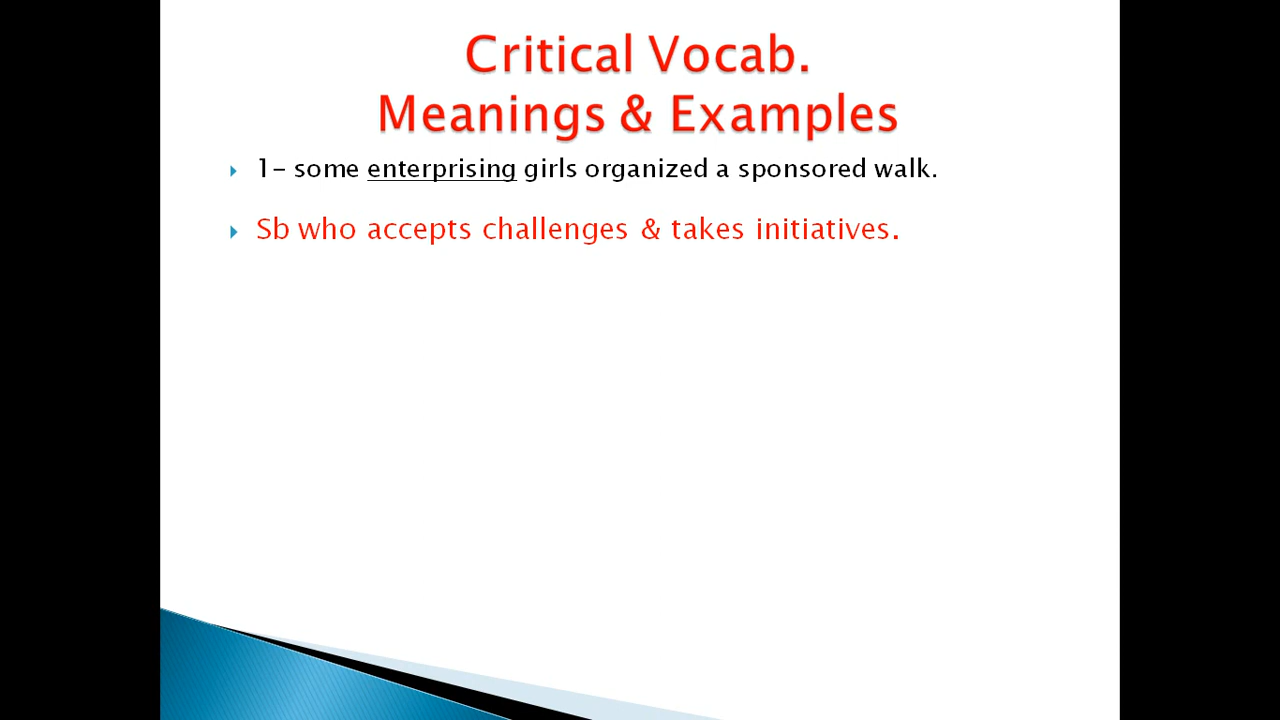 Critical Vocab.
Meanings & Examples
1- some enterprising girls organized a sponsored walk.
Sb who accepts challenges & takes initiatives.